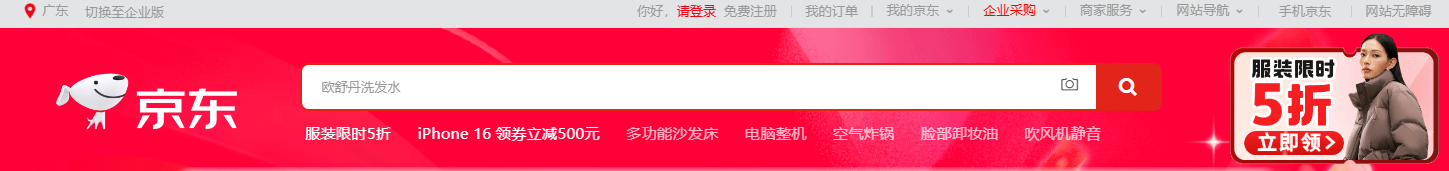 广东 切换至企业版 你好，请登录 免费注册 我的订单 我的京东 企业采购 商家服务 网站导航 手机京东 网站无障碍
京东
欧舒丹洗发水
服装限时5折 iPhone 16 领券立减500元 多功能沙发床 电脑整机 空气炸锅 脸部卸妆油 吹风机静音
服装限时
5折
立即领